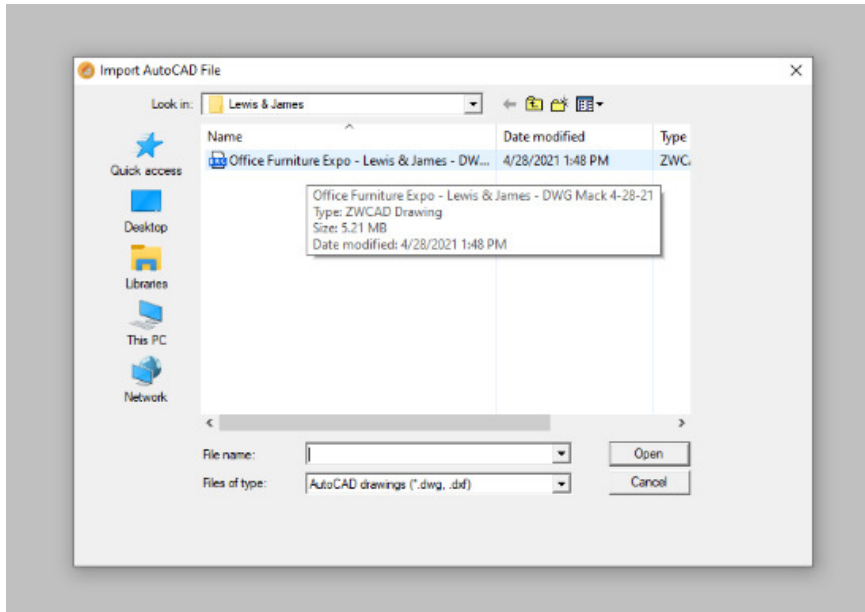 Import AutoCAD File
Look in:
Lewis & James
Name
Date modified
Type
Office Furniture Expo - Lewis & James - DW...
4/28/2021 1:48 PM
ZWC
Office Furniture Expo - Lewis & James - DWG Mack 4-28-21
Type: ZWCAD Drawing
Size: 5.21 MB
Date modified: 4/28/2021 1:48 PM
Quick access
Desktop
Libraries
This PC
Network
File name:
Open
Files of type:
AutoCAD drawings (*.dwg, .dxf)
Cancel